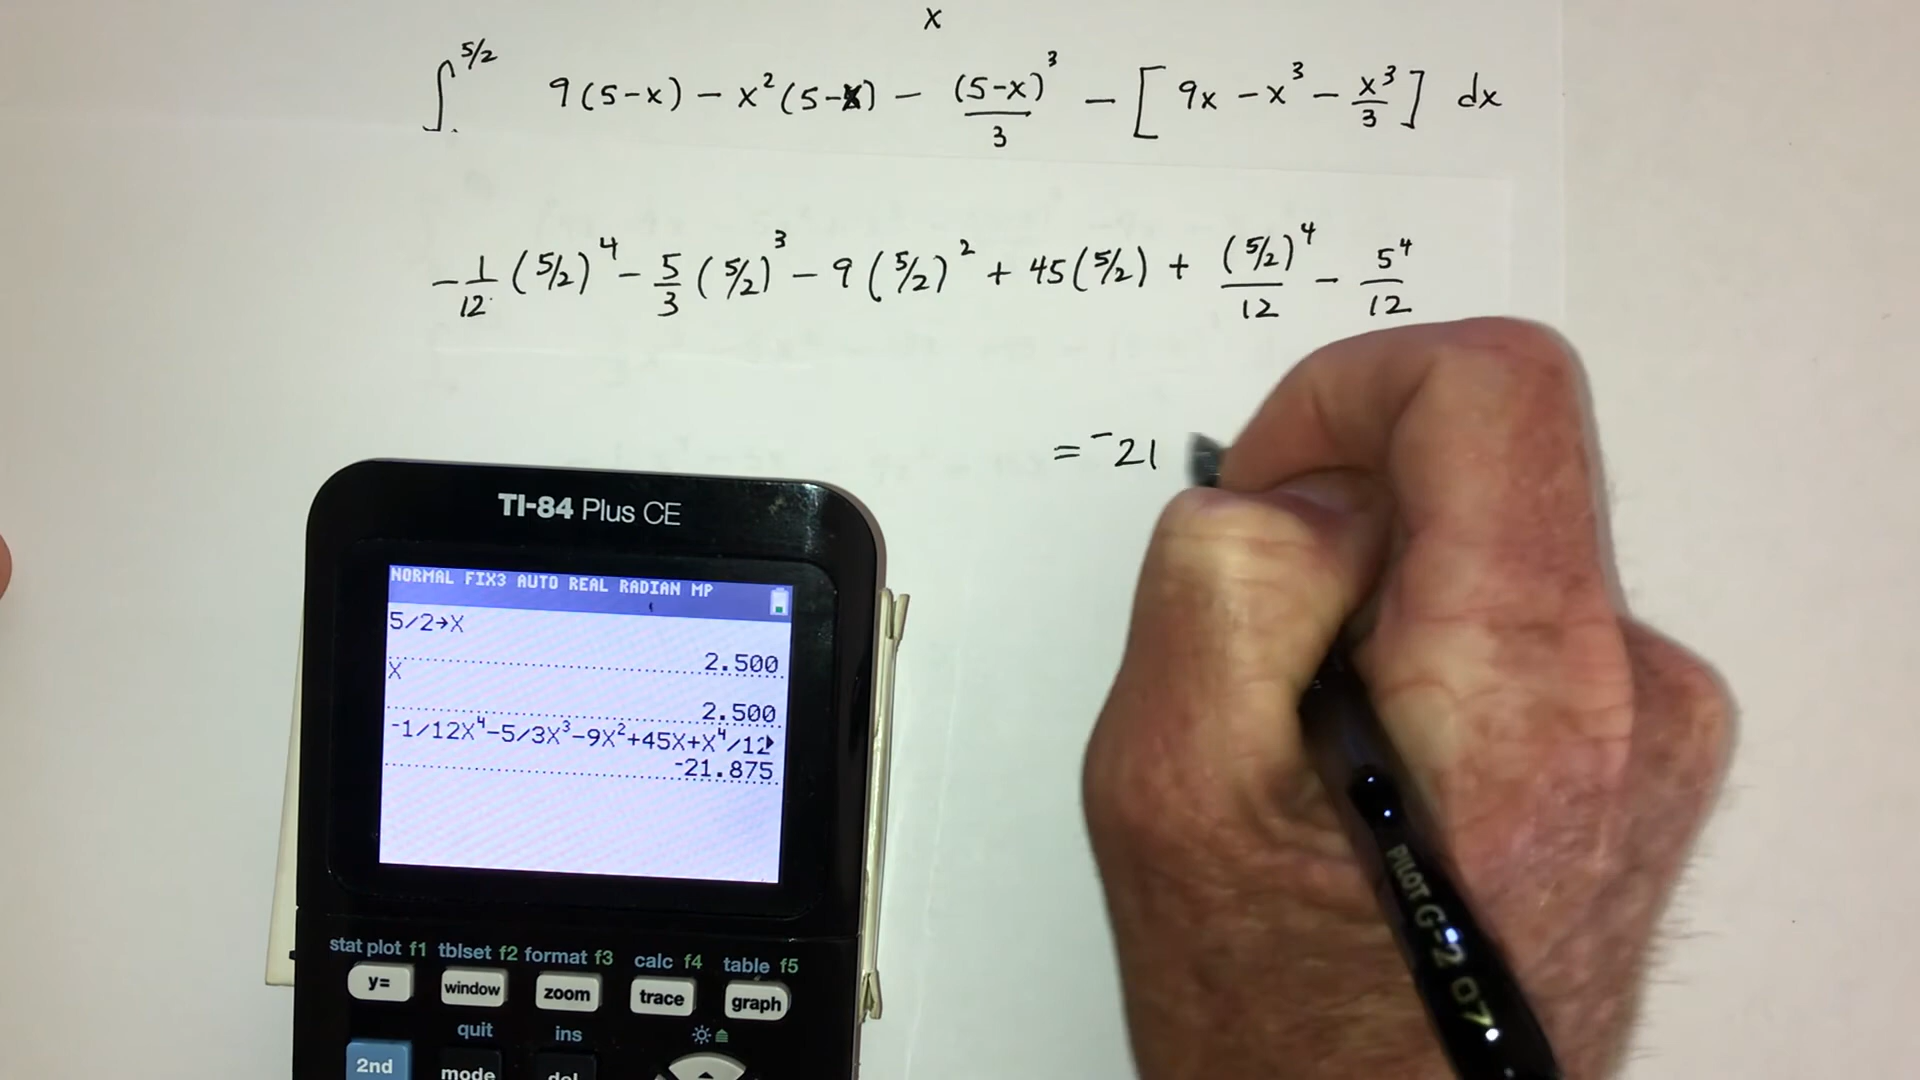 x
∫ 5/2 9(5-x) - x²(5-x) - (5-x)³/3 - [ 9x - x³ - x³/3 ] dx
-1/12 (5/2)⁴ - 5/3 (5/2)³ - 9(5/2)² + 45(5/2) + (5/2)⁴/12 - 5⁴/12
= ⁻21
TI-84 Plus CE
NORMAL FIX3 AUTO REAL RADIAN MP
5/2→X
2.500
X
2.500
-1/12X⁴-5/3X³-9X²+45X+X⁴/12
-21.875
stat plot f1 tblset f2 format f3 calc f4 table f5
y= window zoom trace graph
quit ins
2nd mode del
PILOT G-2 07